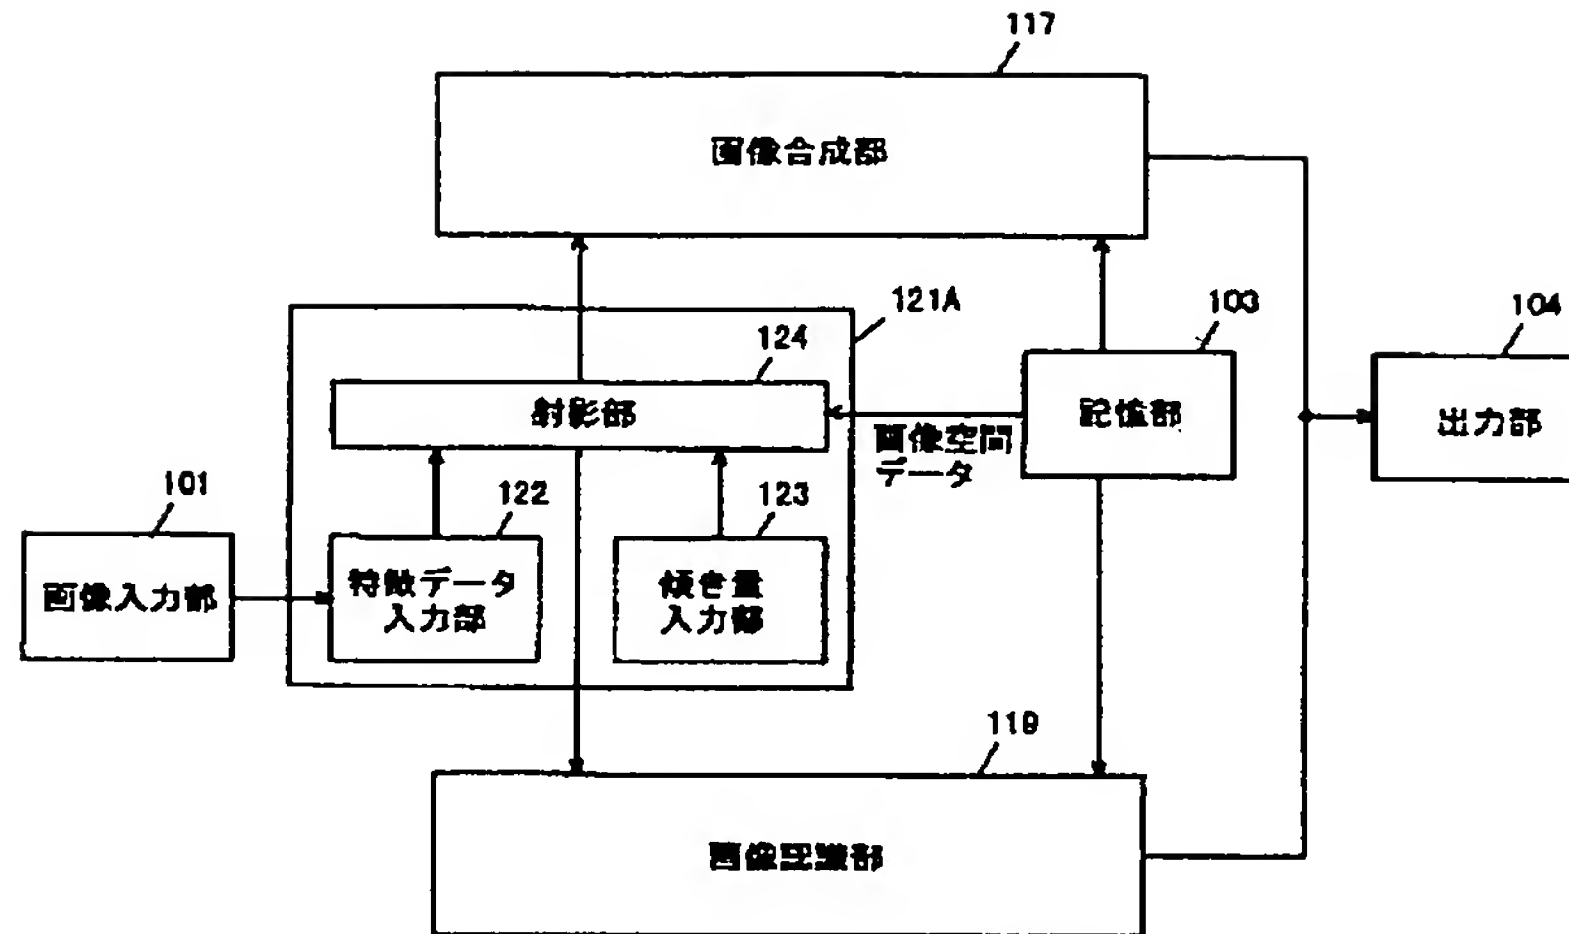 117
画像合成部
121A
124
103
104
射影部
記憶部
出力部
画像空間
データ
101
122
123
画像入力部
特徴データ
入力部
傾き量
入力部
119
画像認識部